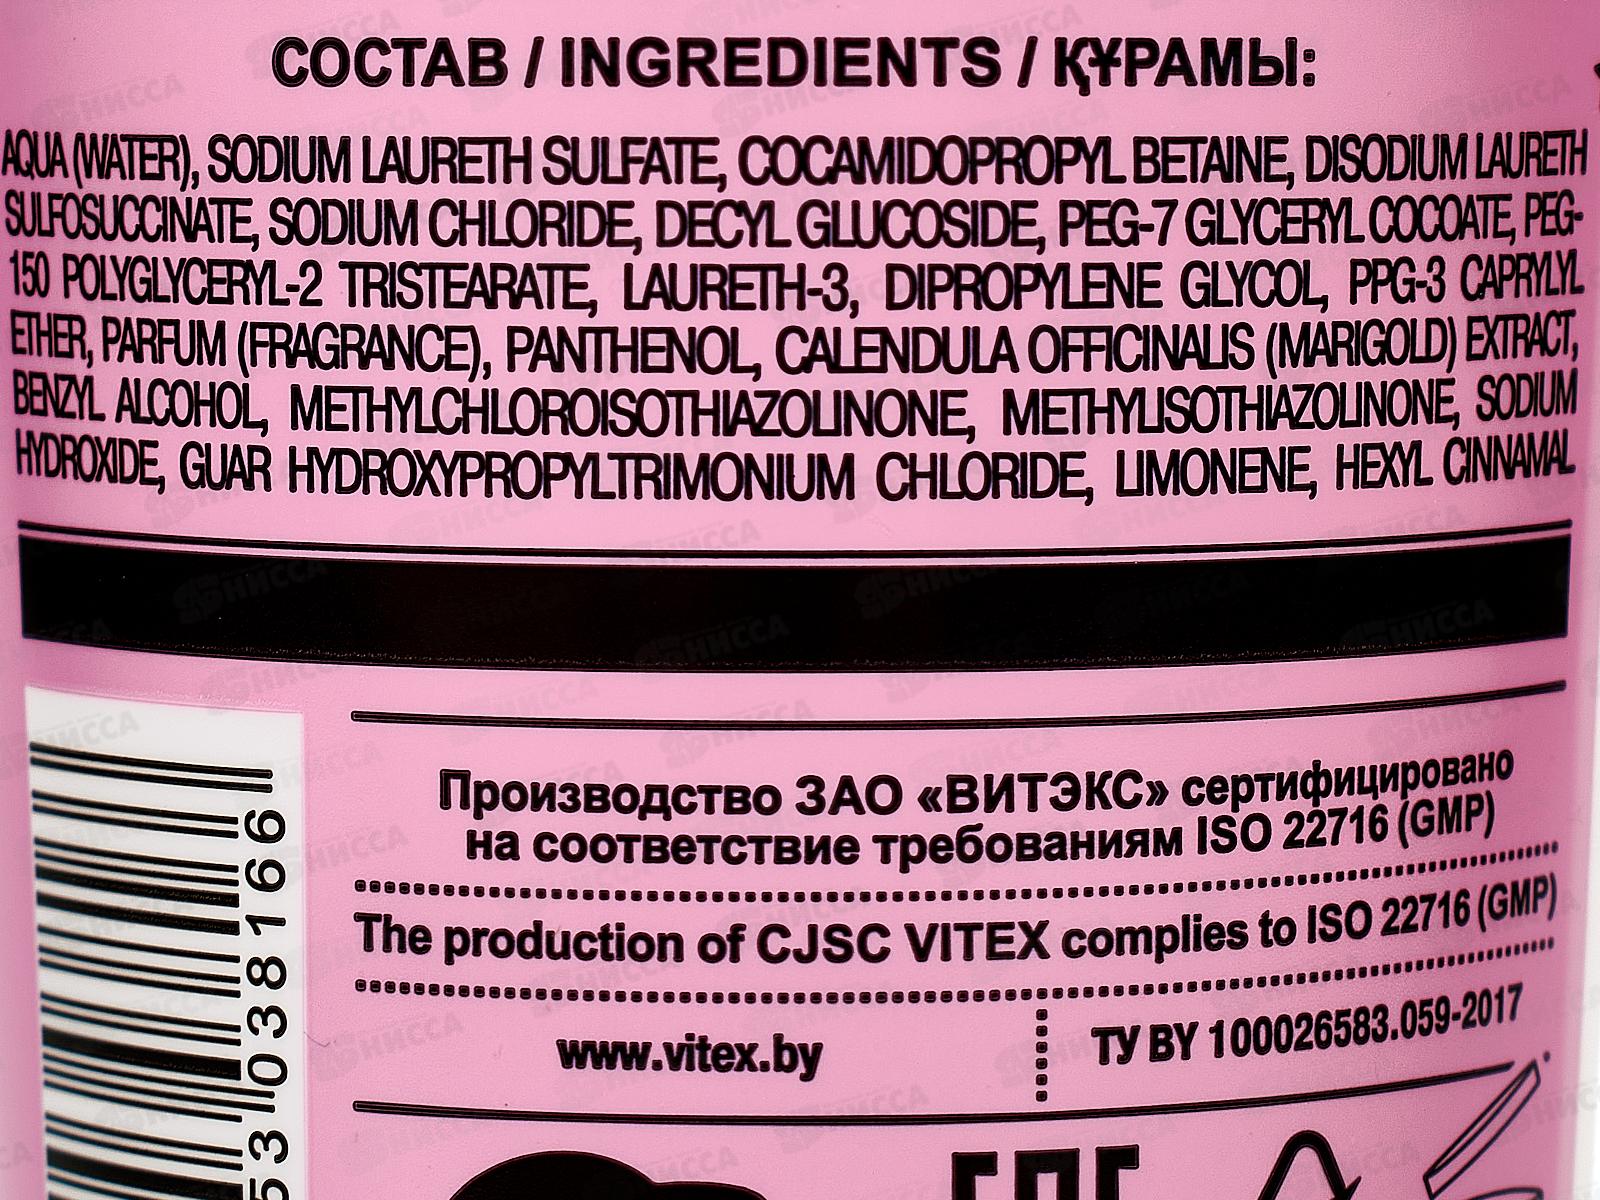 СОСТАВ / INGREDIENTS / ҚҰРАМЫ:
AQUA (WATER), SODIUM LAURETH SULFATE, COCAMIDOPROPYL BETAINE, DISODIUM LAURETH
SULFOSUCCINATE, SODIUM CHLORIDE, DECYL GLUCOSIDE, PEG-7 GLYCERYL COCOATE, PEG-
150 POLYGLYCERYL-2 TRISTEARATE, LAURETH-3, DIPROPYLENE GLYCOL, PPG-3 CAPRYLYL
ETHER, PARFUM (FRAGRANCE), PANTHENOL, CALENDULA OFFICINALIS (MARIGOLD) EXTRACT,
BENZYL ALCOHOL, METHYLCHLOROISOTHIAZOLINONE, METHYLISOTHIAZOLINONE, SODIUM
HYDROXIDE, GUAR HYDROXYPROPYLTRIMONIUM CHLORIDE, LIMONENE, HEXYL CINNAMAL
Производство ЗАО «ВИТЭКС» сертифицировано
на соответствие требованиям ISO 22716 (GMP)
The production of CJSC VITEX complies to ISO 22716 (GMP)
www.vitex.by
ТУ BY 100026583.059-2017
53 038166
НИССА